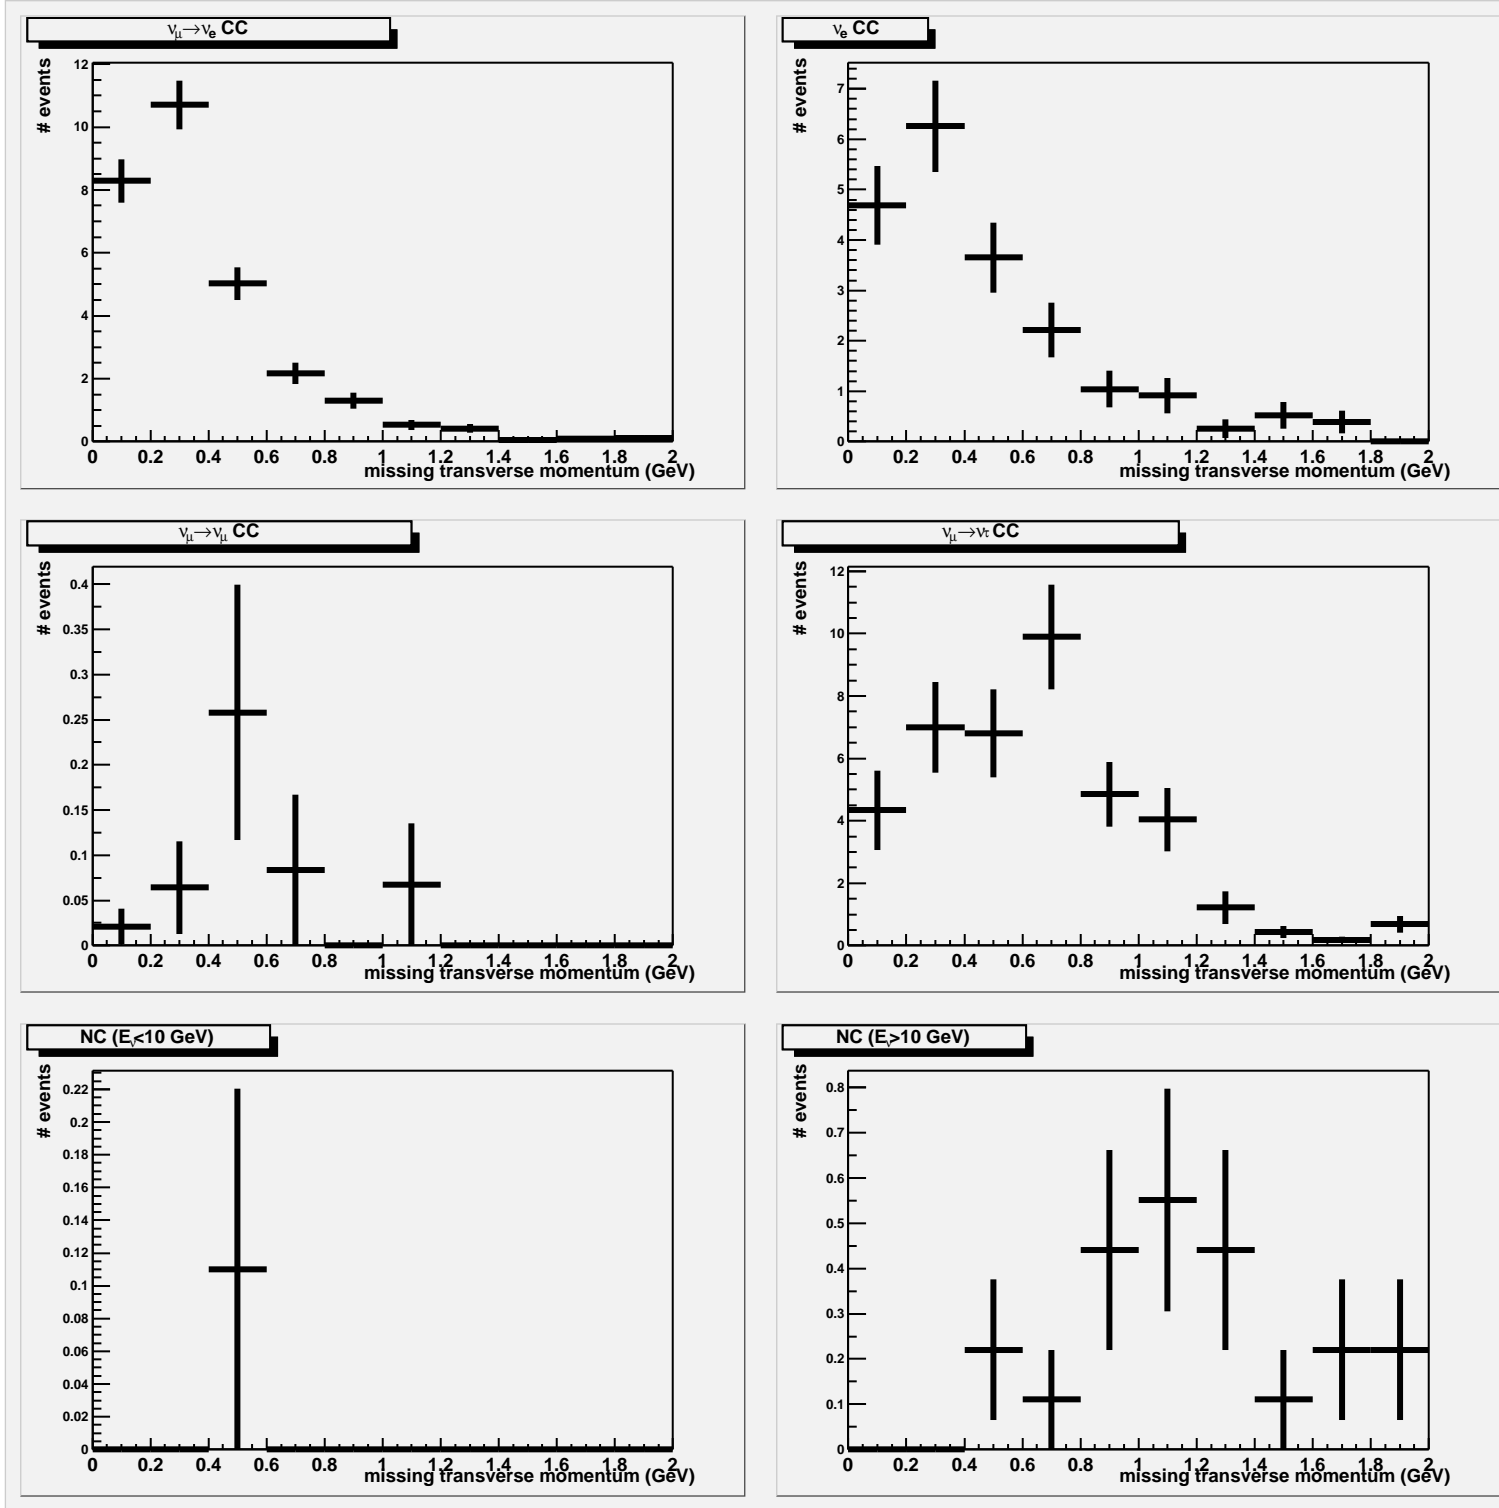 ν_μ→ν_e CC
# events
12
10
8
6
4
2
0
0 0.2 0.4 0.6 0.8 1 1.2 1.4 1.6 1.8 2
missing transverse momentum (GeV)
ν_e CC
# events
7
6
5
4
3
2
1
0
0 0.2 0.4 0.6 0.8 1 1.2 1.4 1.6 1.8 2
missing transverse momentum (GeV)
ν_μ→ν_μ CC
# events
0.4
0.35
0.3
0.25
0.2
0.15
0.1
0.05
0
0 0.2 0.4 0.6 0.8 1 1.2 1.4 1.6 1.8 2
missing transverse momentum (GeV)
ν_μ→ντ CC
# events
12
10
8
6
4
2
0
0 0.2 0.4 0.6 0.8 1 1.2 1.4 1.6 1.8 2
missing transverse momentum (GeV)
NC (E_ν<10 GeV)
# events
0.22
0.2
0.18
0.16
0.14
0.12
0.1
0.08
0.06
0.04
0.02
0
0 0.2 0.4 0.6 0.8 1 1.2 1.4 1.6 1.8 2
missing transverse momentum (GeV)
NC (E_ν>10 GeV)
# events
0.8
0.7
0.6
0.5
0.4
0.3
0.2
0.1
0
0 0.2 0.4 0.6 0.8 1 1.2 1.4 1.6 1.8 2
missing transverse momentum (GeV)